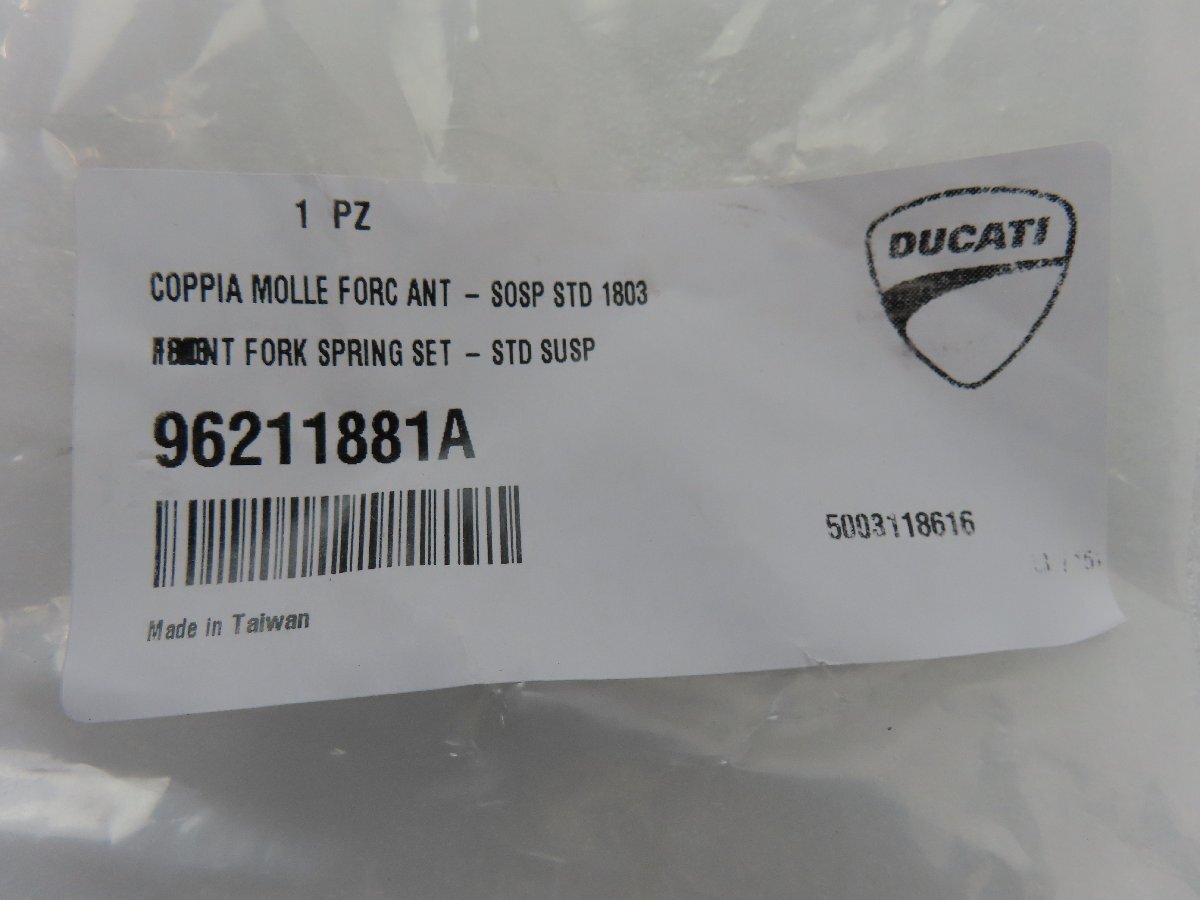 1 PZ
DUCATI
COPPIA MOLLE FORC ANT - SOSP STD 1803
FORK SPRING SET - STD SUSP
96211881A
5003118616
Made in Taiwan